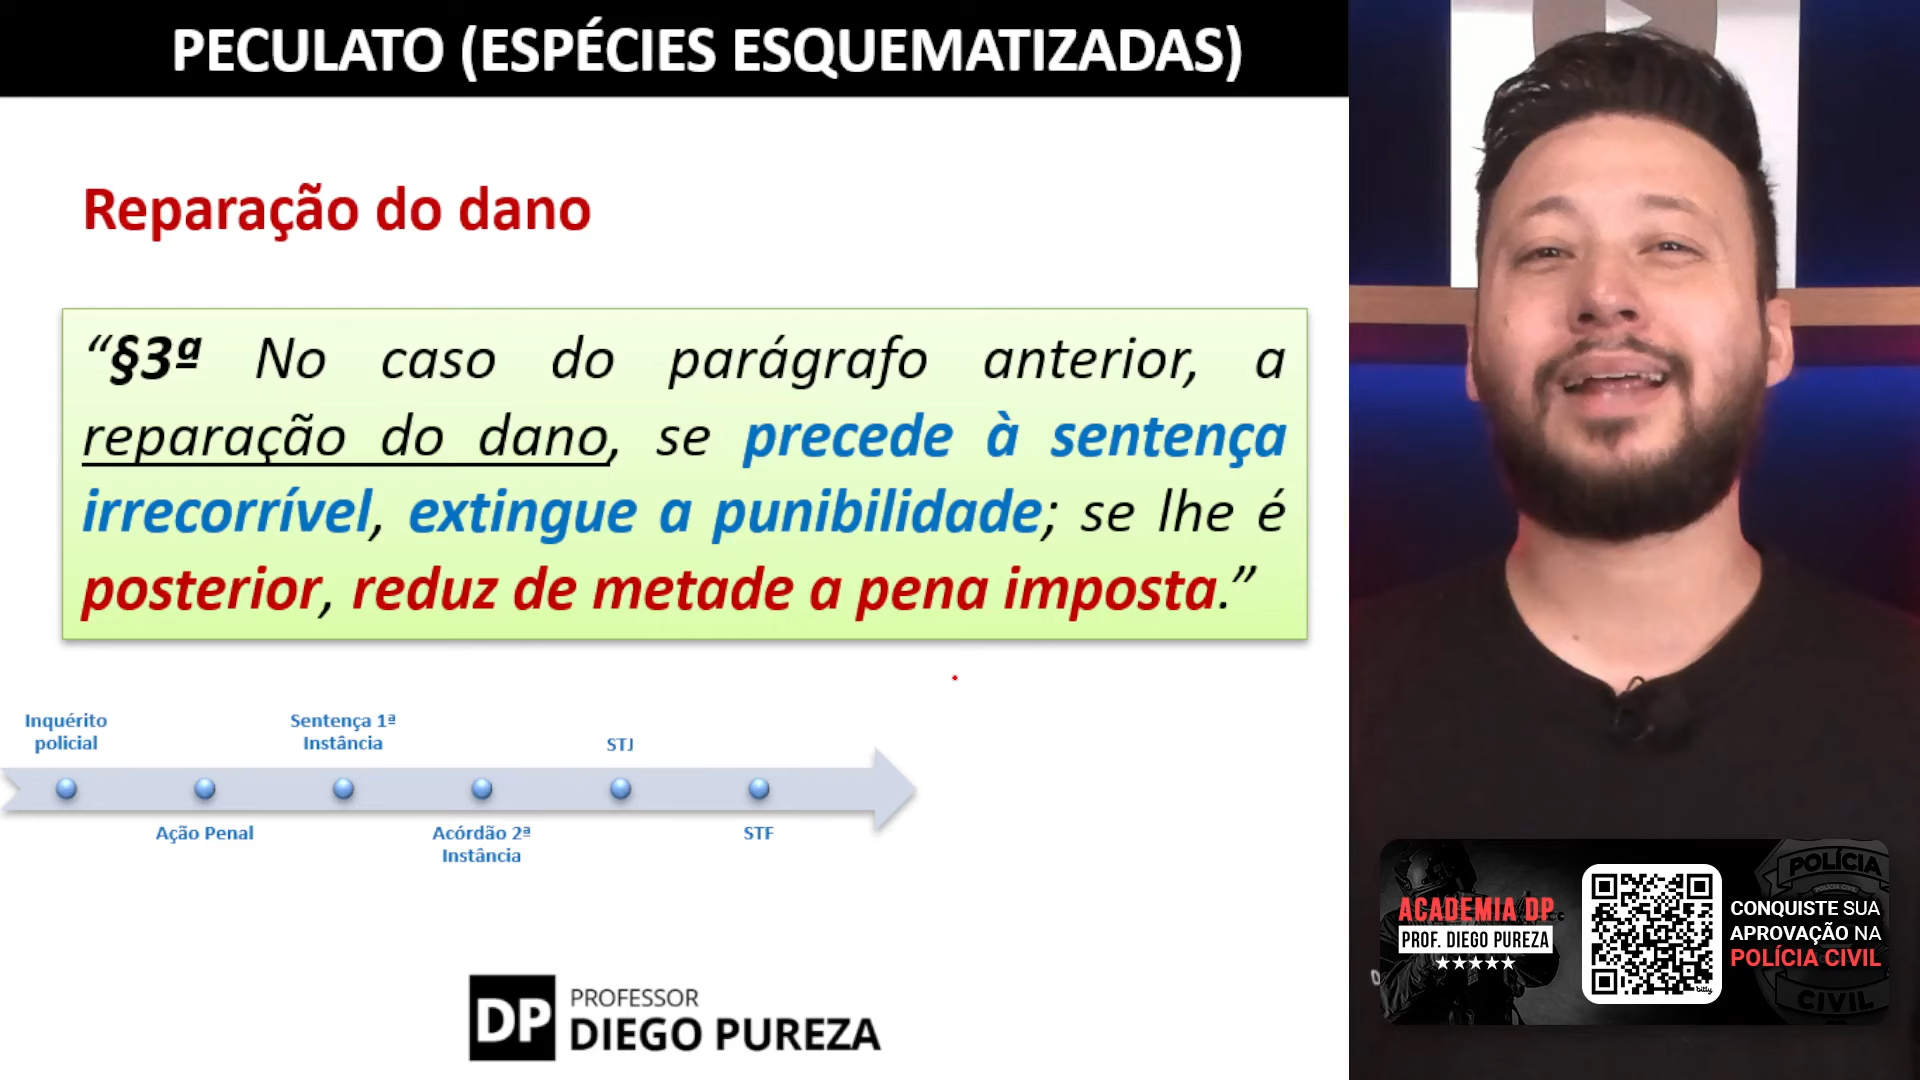 PECULATO (ESPÉCIES ESQUEMATIZADAS)
Reparação do dano
“§3ª No caso do parágrafo anterior, a
reparação do dano, se precede à sentença
irrecorrível, extingue a punibilidade; se lhe é
posterior, reduz de metade a pena imposta.”
Inquérito
policial
Ação Penal
Sentença 1ª
Instância
Acórdão 2ª
Instância
STJ
STF
DP
PROFESSOR
DIEGO PUREZA
ACADEMIA DP
PROF. DIEGO PUREZA
bitly
CONQUISTE SUA
APROVAÇÃO NA
POLÍCIA CIVIL
POLÍCIA
POLÍCIA CIVIL
CIVIL